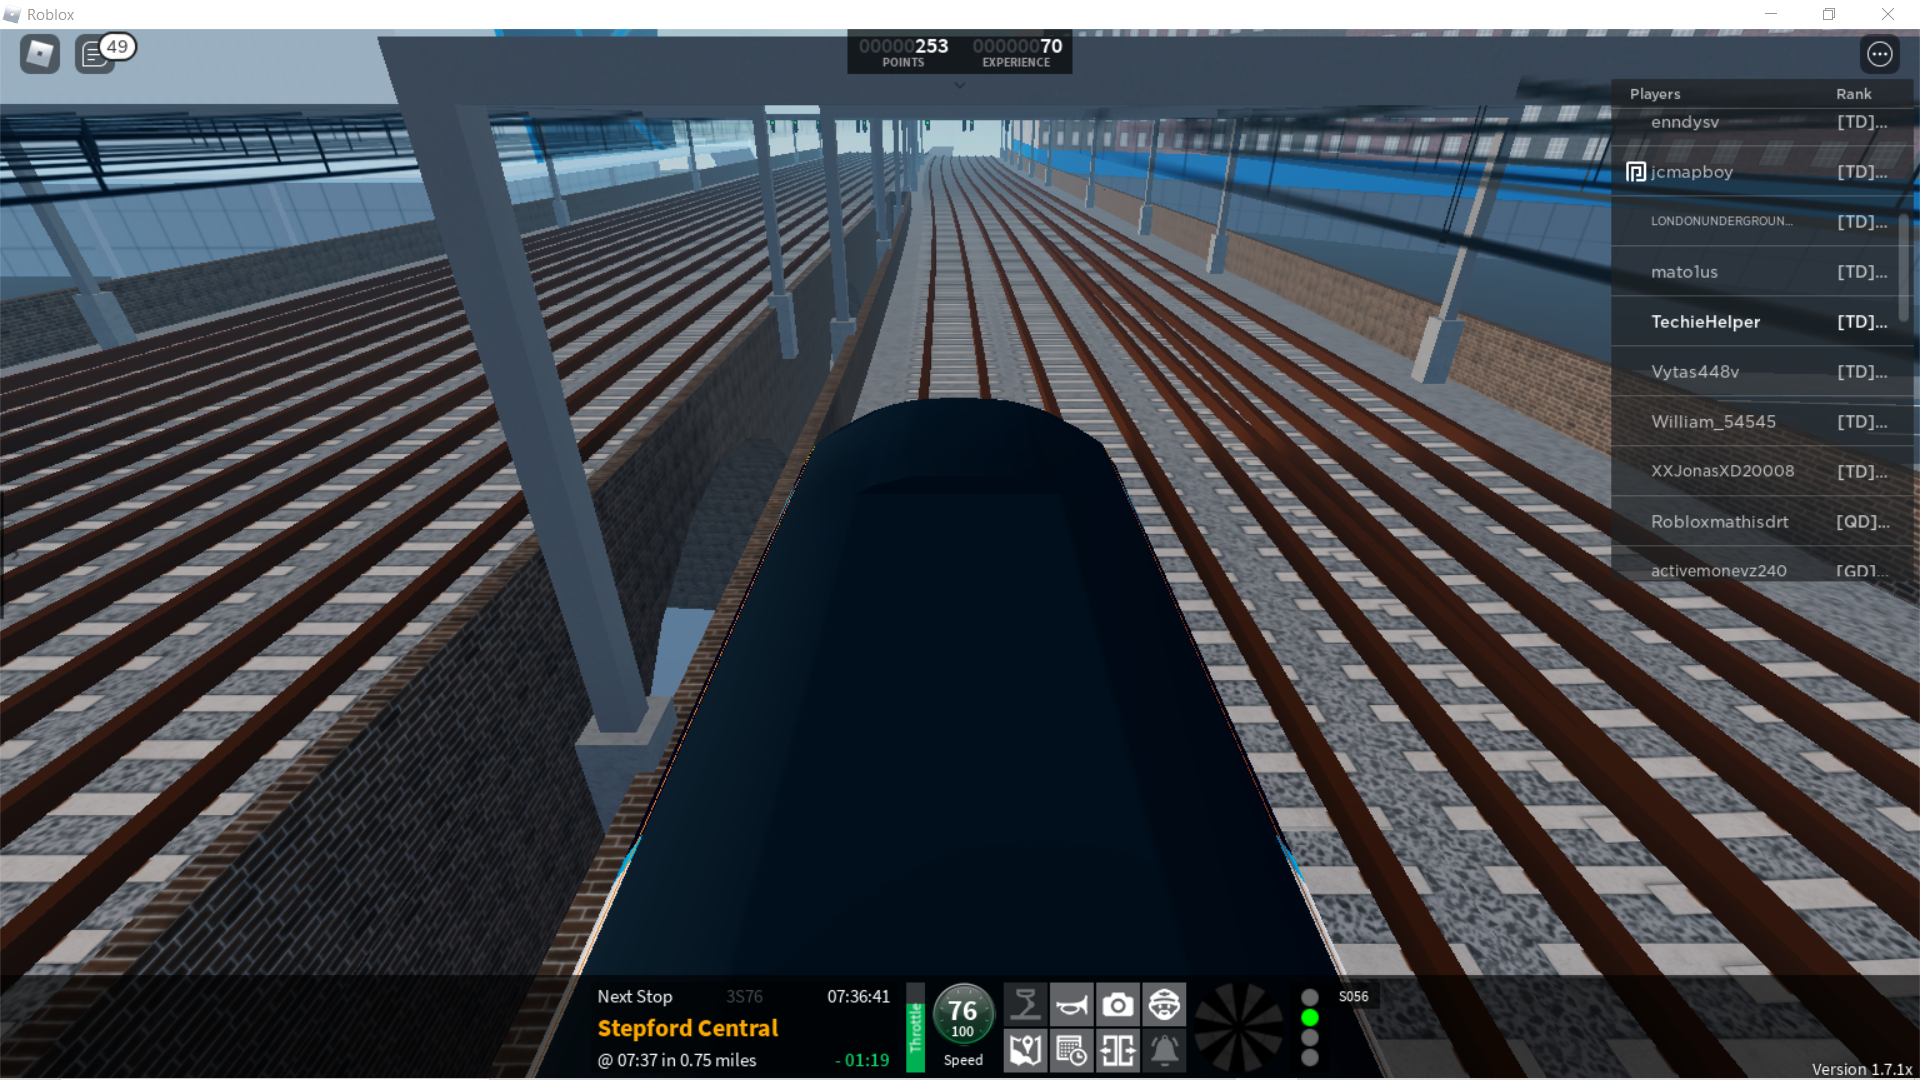 Roblox
49
00000253 000000070
POINTS EXPERIENCE
Players Rank
enndysv [TD]...
jcmapboy [TD]...
LONDONUNDERGROUN... [TD]...
mato1us [TD]...
TechieHelper [TD]...
Vytas448v [TD]...
William_54545 [TD]...
XXJonasXD20008 [TD]...
Robloxmathisdrt [QD]...
activemoneyz240 [GD]...
Next Stop 3S76 07:36:41
Stepford Central
@ 07:37 in 0.75 miles - 01:19
Throttle
76
100
Speed
S056
Version 1.7.1x